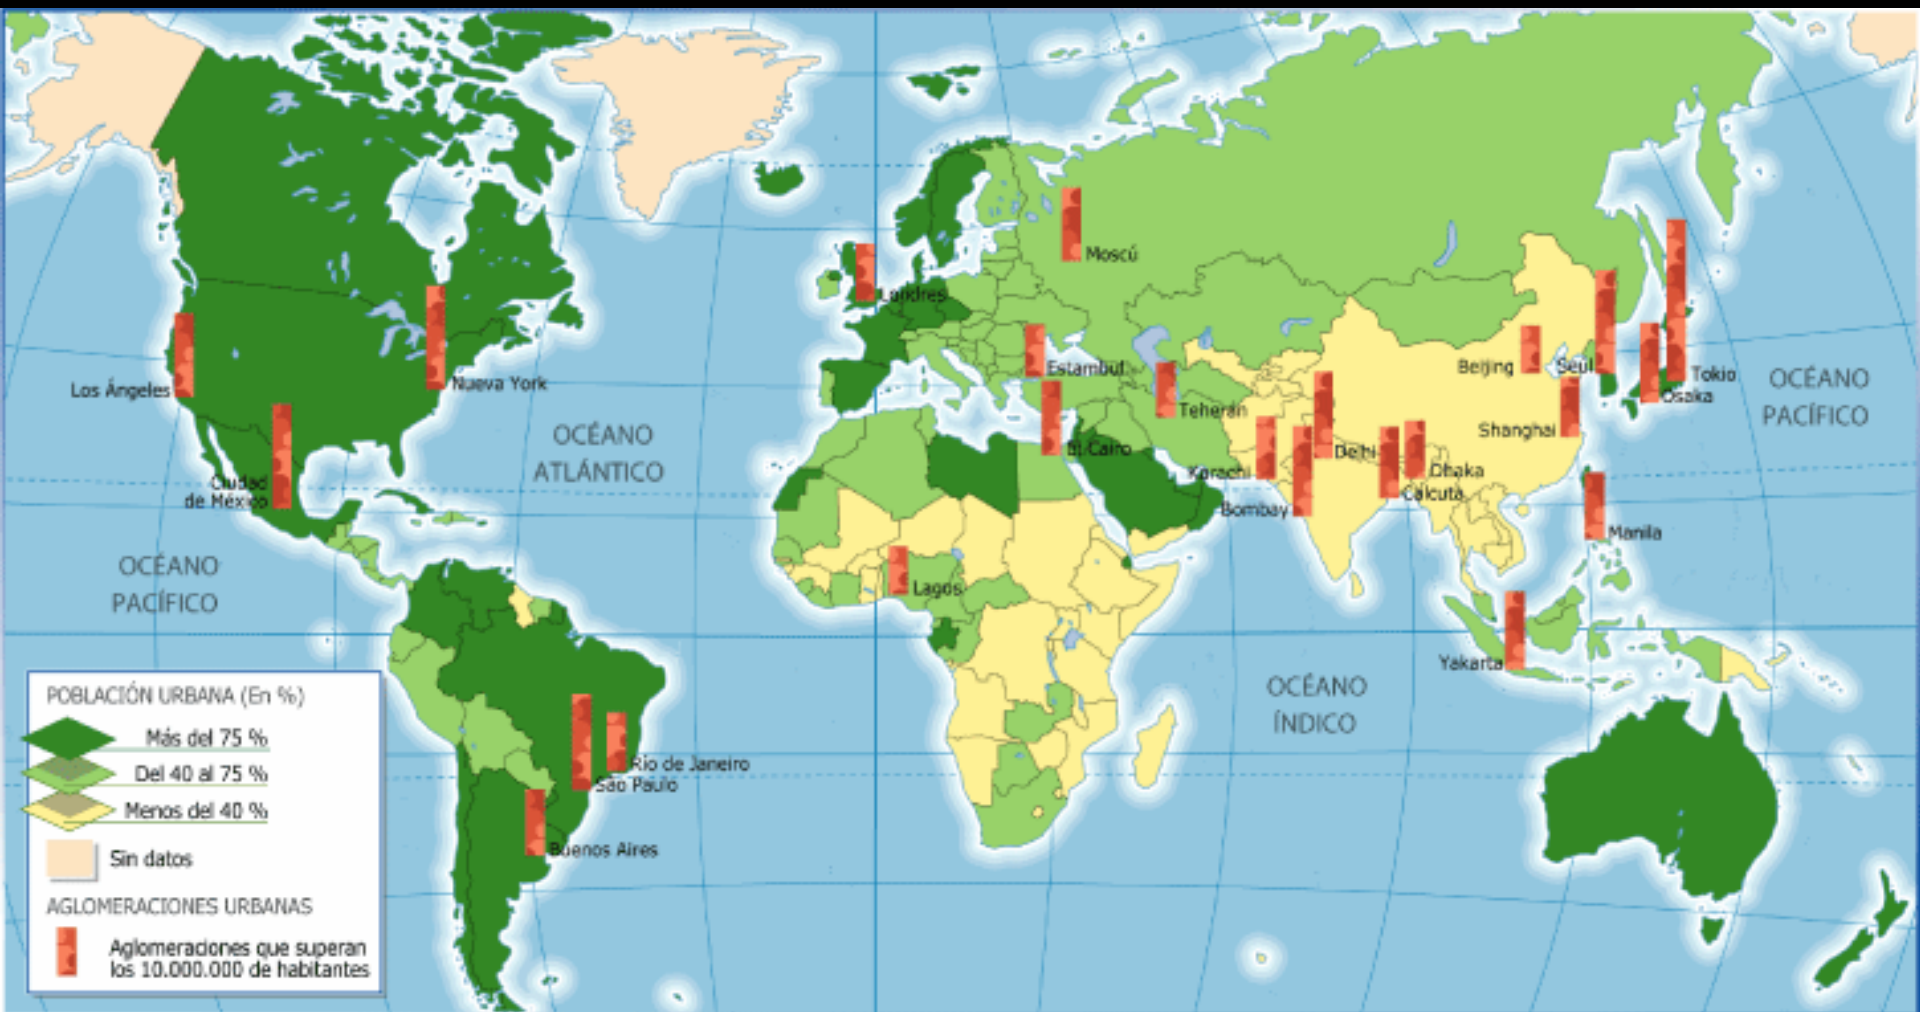 Moscú
Londres
Estambul
Beijing
Seúl
Tokio
Osaka
OCÉANO
PACÍFICO
Los Ángeles
Nueva York
Teherán
OCÉANO
ATLÁNTICO
El Cairo
Shanghai
Karachi
Delhi
Dhaka
Calcuta
Ciudad
de México
Bombay
Manila
OCÉANO
PACÍFICO
Lagos
Yakarta
OCÉANO
ÍNDICO
Río de Janeiro
São Paulo
Buenos Aires
POBLACIÓN URBANA (En %)
Más del 75 %
Del 40 al 75 %
Menos del 40 %
Sin datos
AGLOMERACIONES URBANAS
Aglomeraciones que superan
los 10.000.000 de habitantes